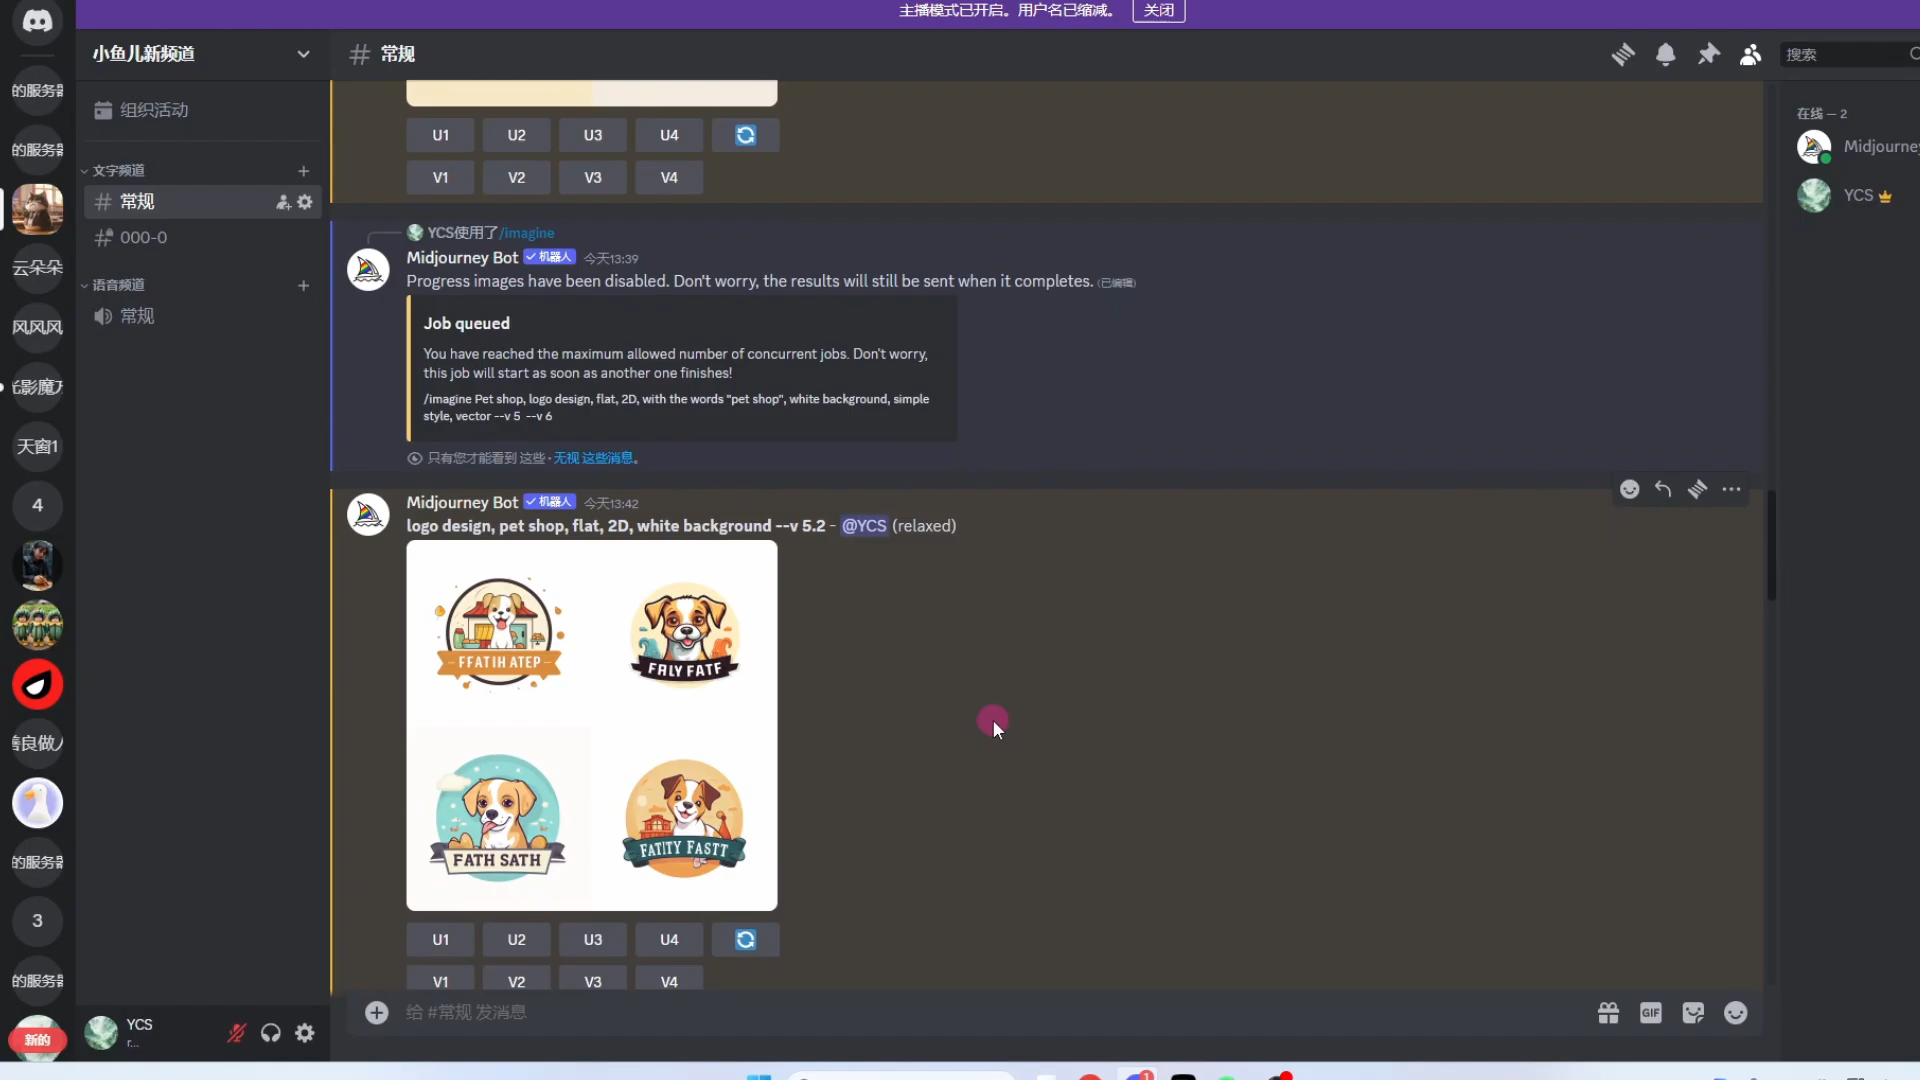 主播模式已开启。用户名已缩减。 关闭
小鱼儿新频道
常规
搜索
组织活动
文字频道
常规
000-0
语音频道
常规
的服务器
的服务器
云朵朵
风风风
天窗1
4
3
的服务器
的服务器
新的
YCS
r...
U1 U2 U3 U4
V1 V2 V3 V4
YCS使用了/imagine
Midjourney Bot 机器人 今天13:39
Progress images have been disabled. Don't worry, the results will still be sent when it completes. (已编辑)
Job queued
You have reached the maximum allowed number of concurrent jobs. Don't worry,
this job will start as soon as another one finishes!
/imagine Pet shop, logo design, flat, 2D, with the words "pet shop", white background, simple
style, vector --v 5 --v 6
只有您才能看到 这些 · 无视 这些消息。
Midjourney Bot 机器人 今天13:42
logo design, pet shop, flat, 2D, white background --v 5.2 - @YCS (relaxed)
FFATIH ATEP
FRLY FATF
FATH SATH
FATITY FASTT
U1 U2 U3 U4
V1 V2 V3 V4
给 #常规 发消息
GIF
在线 — 2
Midjourney
YCS
1